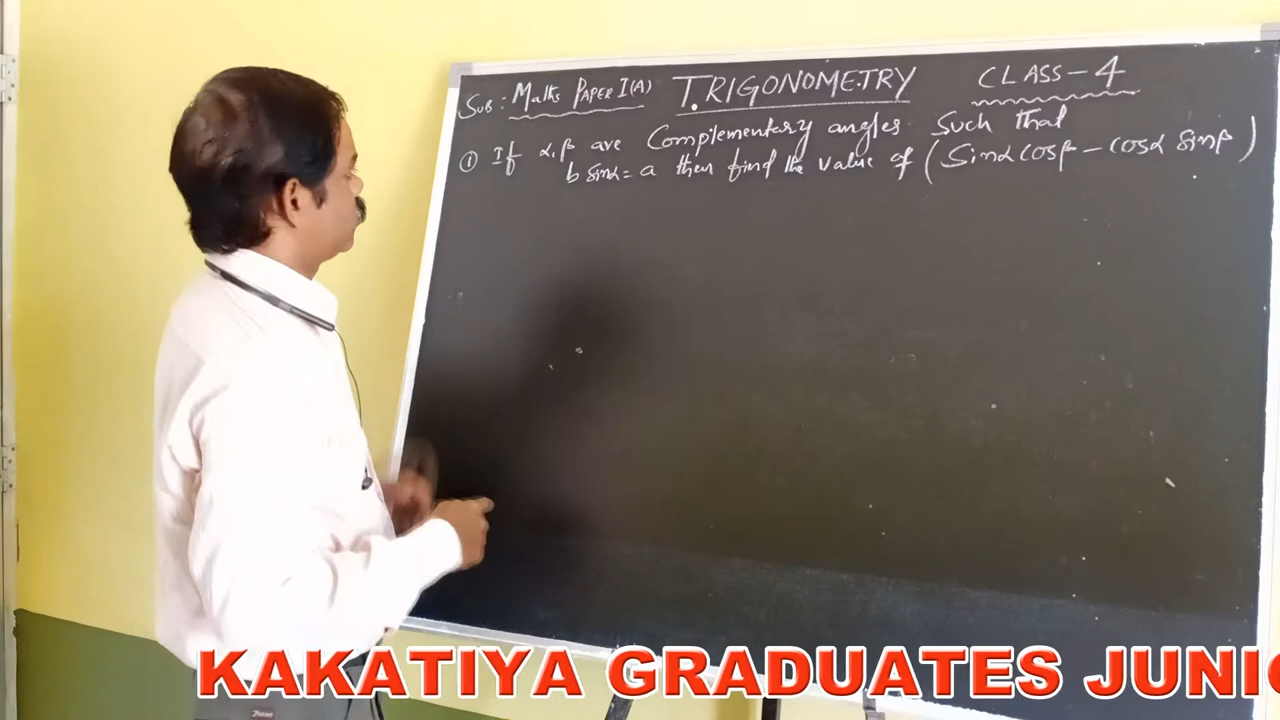 SUB : Maths PAPER I(A) TRIGONOMETRY CLASS-4
① If α, β are Complementary angles such that
b sinα = a then find the value of (sinα cosβ - cosα sinβ)
KAKATIYA GRADUATES JUNI